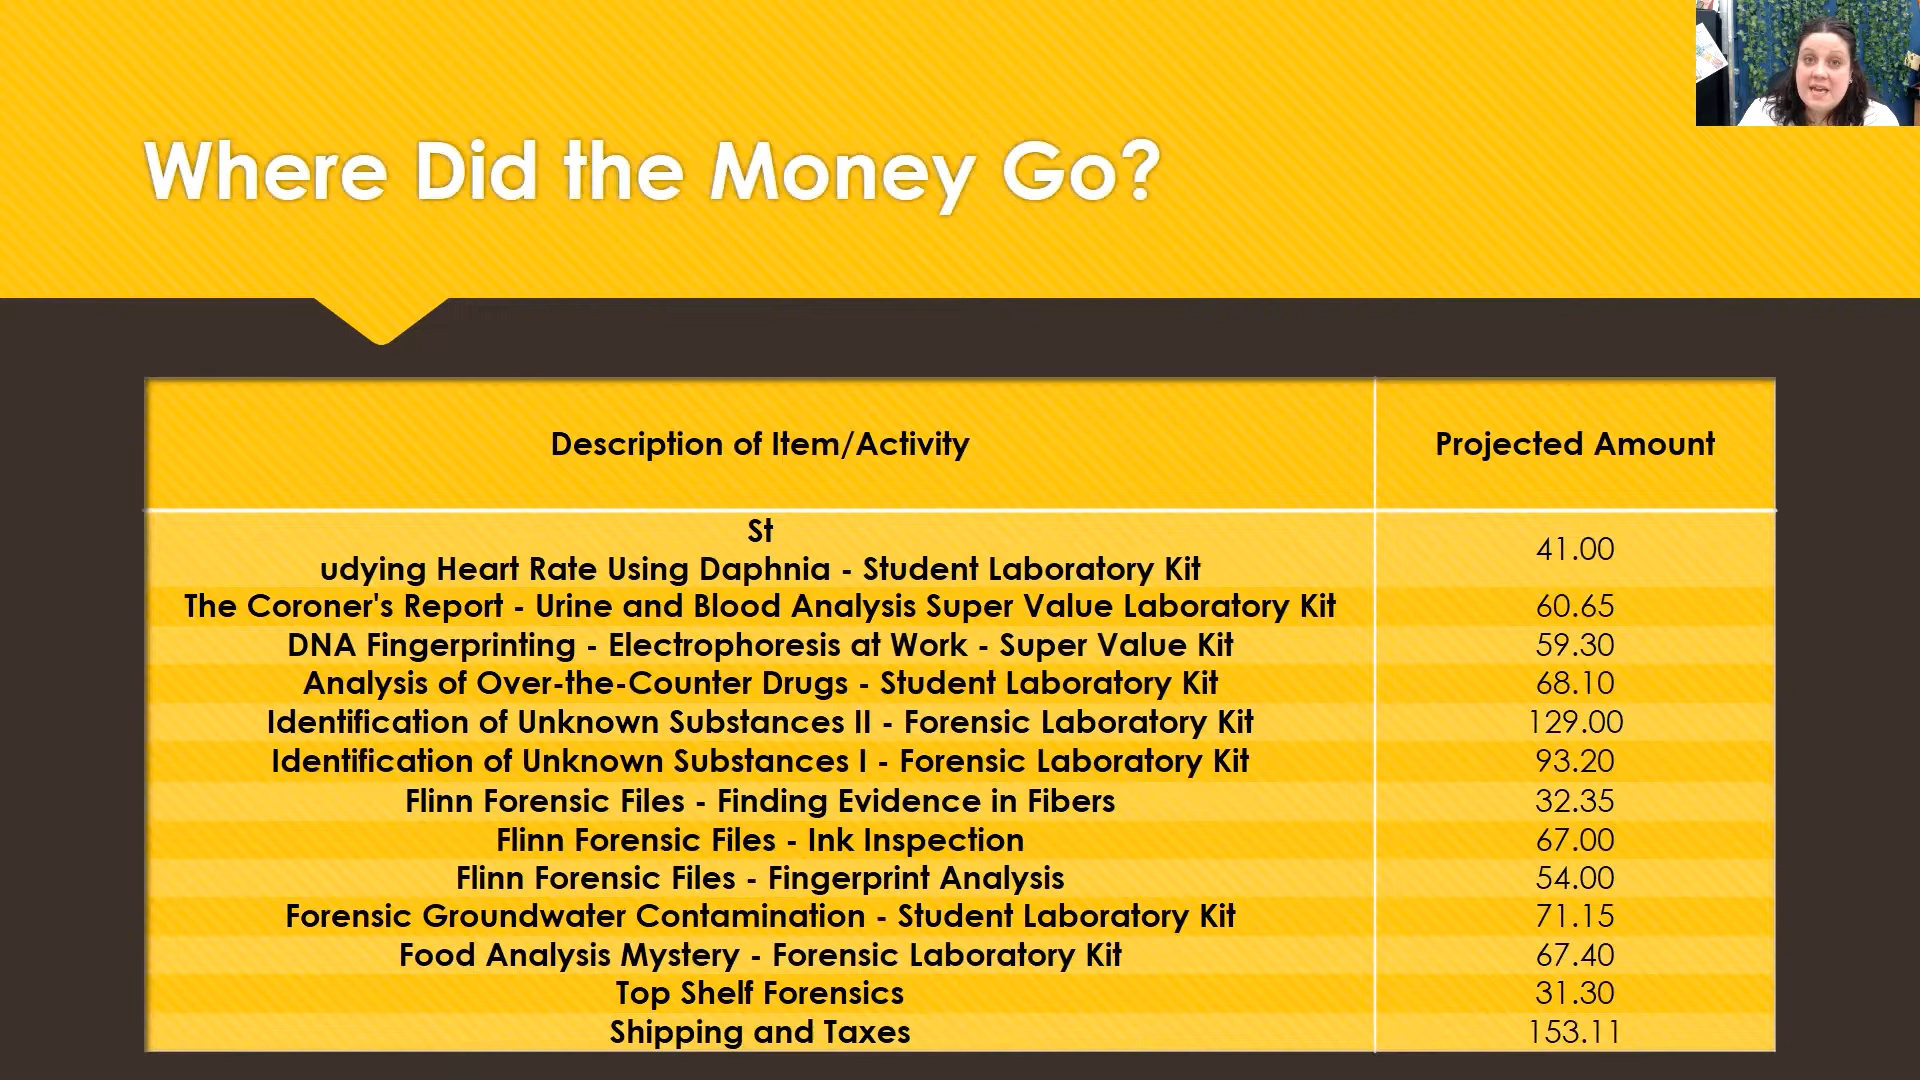 Where Did the Money Go?
Description of Item/Activity Projected Amount
St
udying Heart Rate Using Daphnia - Student Laboratory Kit 41.00
The Coroner's Report - Urine and Blood Analysis Super Value Laboratory Kit 60.65
DNA Fingerprinting - Electrophoresis at Work - Super Value Kit 59.30
Analysis of Over-the-Counter Drugs - Student Laboratory Kit 68.10
Identification of Unknown Substances II - Forensic Laboratory Kit 129.00
Identification of Unknown Substances I - Forensic Laboratory Kit 93.20
Flinn Forensic Files - Finding Evidence in Fibers 32.35
Flinn Forensic Files - Ink Inspection 67.00
Flinn Forensic Files - Fingerprint Analysis 54.00
Forensic Groundwater Contamination - Student Laboratory Kit 71.15
Food Analysis Mystery - Forensic Laboratory Kit 67.40
Top Shelf Forensics 31.30
Shipping and Taxes 153.11